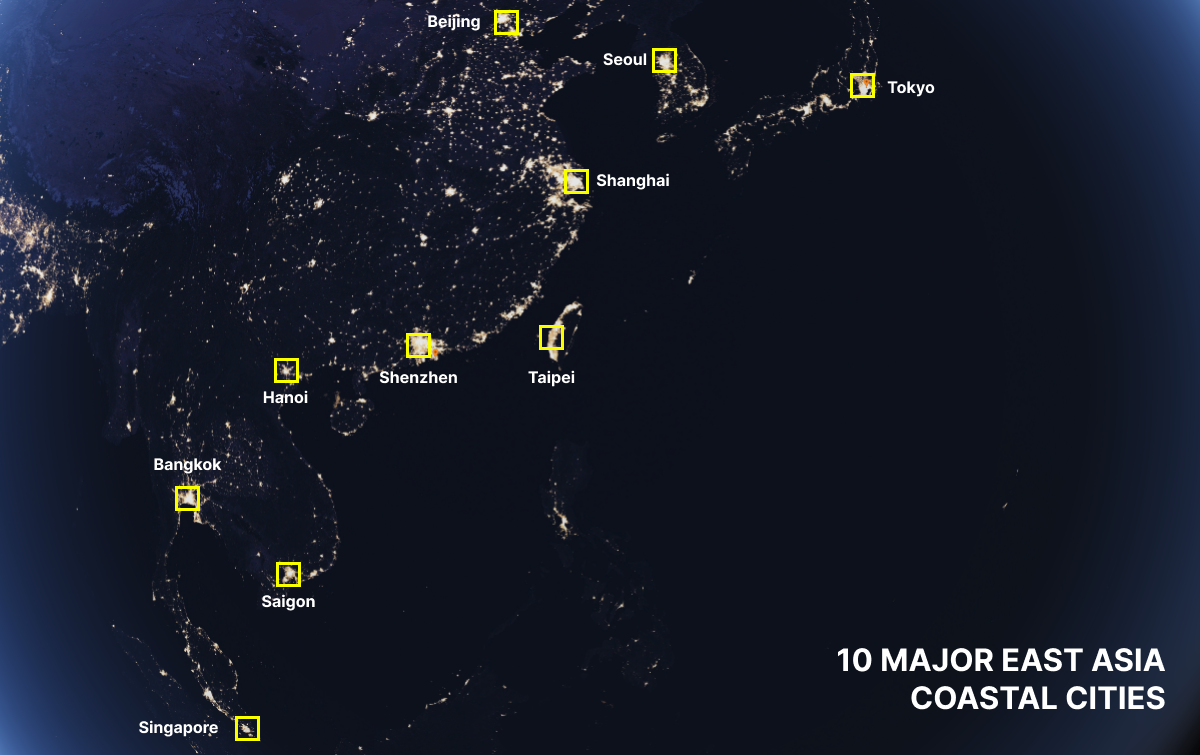 Beijing
Seoul
Tokyo
Shanghai
Shenzhen
Taipei
Hanoi
Bangkok
Saigon
Singapore
10 MAJOR EAST ASIA
COASTAL CITIES